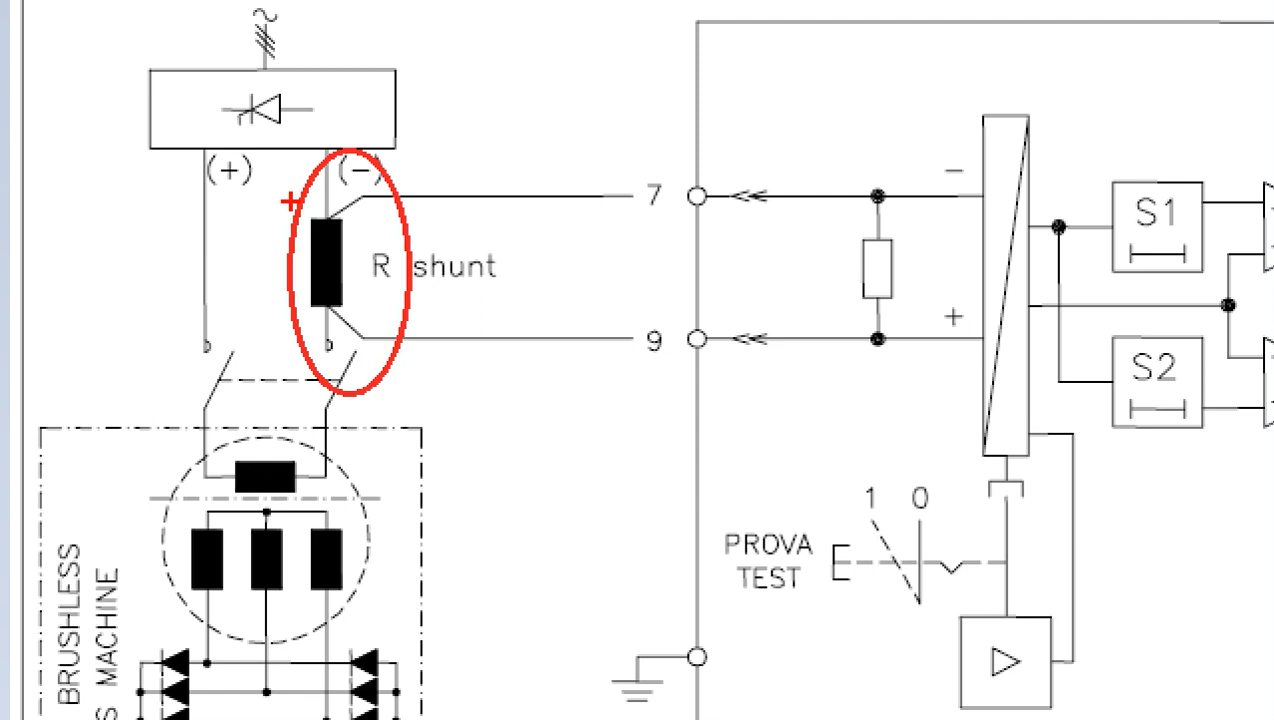 (+)
(−)
+
7
−
S1
R shunt
+
9
S2
1 0
PROVA
TEST
BRUSHLESS
S MACHINE